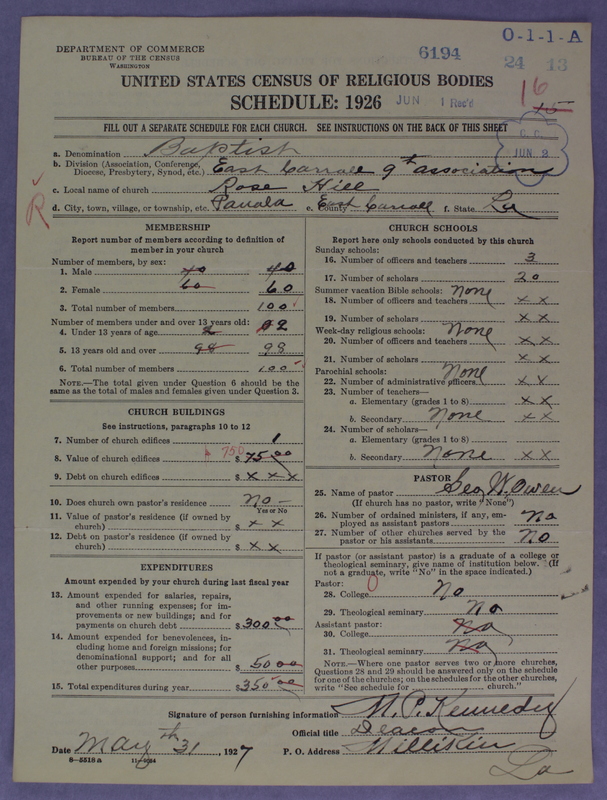 DEPARTMENT OF COMMERCE
BUREAU OF THE CENSUS
WASHINGTON
6194
0-1-1-A
24 13
UNITED STATES CENSUS OF RELIGIOUS BODIES
SCHEDULE: 1926
JUN 1 Rec'd
16
15
FILL OUT A SEPARATE SCHEDULE FOR EACH CHURCH. SEE INSTRUCTIONS ON THE BACK OF THIS SHEET
JUN 2
a. Denomination Baptist
b. Division (Association, Conference, Diocese, Presbytery, Synod, etc.) East Carroll 9th association
c. Local name of church Rose Hill
d. City, town, village, or township, etc. Panala e. County East Carroll f. State La
R
MEMBERSHIP
Report number of members according to definition of
member in your church
Number of members, by sex:
1. Male 40 40
2. Female 60 60
3. Total number of members 100
Number of members under and over 13 years old:
4. Under 13 years of age 2 2
5. 13 years old and over 98 98
6. Total number of members 100
NOTE.—The total given under Question 6 should be
the same as the total of males and females given under Question 3.
CHURCH BUILDINGS
See instructions, paragraphs 10 to 12
7. Number of church edifices 1
8. Value of church edifices $ 750 $ 75 00
9. Debt on church edifices $ x x x
10. Does church own pastor's residence No
Yes or No
11. Value of pastor's residence (if owned by
church) $ x x
12. Debt on pastor's residence (if owned by
church) $ x x
EXPENDITURES
Amount expended by your church during last fiscal year
13. Amount expended for salaries, repairs,
and other running expenses; for im-
provements or new buildings; and for
payments on church debt $ 300 00
14. Amount expended for benevolences, in-
cluding home and foreign missions; for
denominational support; and for all
other purposes $ 50 00
15. Total expenditures during year $ 350 00
CHURCH SCHOOLS
Report here only schools conducted by this church
Sunday schools:
16. Number of officers and teachers 3
17. Number of scholars 20
Summer vacation Bible schools: None
18. Number of officers and teachers x x
19. Number of scholars x x
Week-day religious schools: None
20. Number of officers and teachers x x
21. Number of scholars x x
Parochial schools: None
22. Number of administrative officers x x
23. Number of teachers—
a. Elementary (grades 1 to 8) x x
b. Secondary None x x
24. Number of scholars—
a. Elementary (grades 1 to 8)
b. Secondary None x x
PASTOR
25. Name of pastor Geo W. Owen
(If church has no pastor, write "None")
26. Number of ordained ministers, if any, em-
ployed as assistant pastors No
27. Number of other churches served by the
pastor or his assistants No
If pastor (or assistant pastor) is a graduate of a college or
theological seminary, give name of institution below. (If
not a graduate, write "No" in the space indicated.)
Pastor:
28. College No
29. Theological seminary No
Assistant pastor:
30. College No
31. Theological seminary No
NOTE.—Where one pastor serves two or more churches,
Questions 28 and 29 should be answered only on the schedule
for one of the churches; on the schedules for the other churches,
write "See schedule for church."
Signature of person furnishing information M. P. Kennedy
Official title Deacon
Date May 31th, 1927 P. O. Address Millikin
La
8—5518 a 11—9094